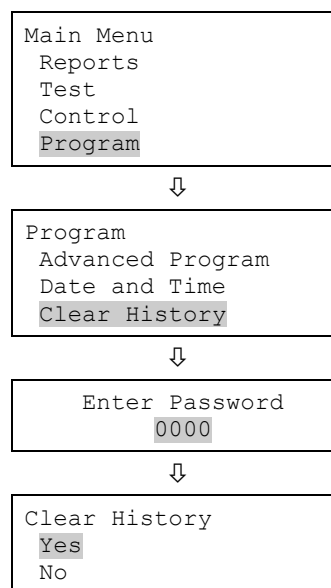 Main Menu
Reports
Test
Control
Program
⇩
Program
Advanced Program
Date and Time
Clear History
⇩
Enter Password
0000
⇩
Clear History
Yes
No